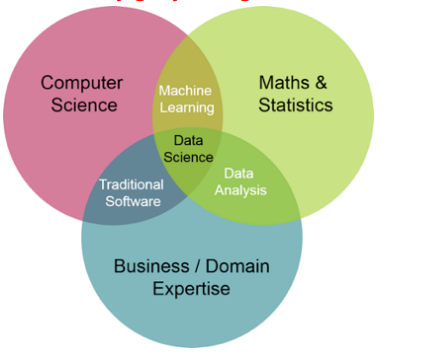 Computer
Science
Machine
Learning
Maths &
Statistics
Data
Science
Traditional
Software
Data
Analysis
Business / Domain
Expertise